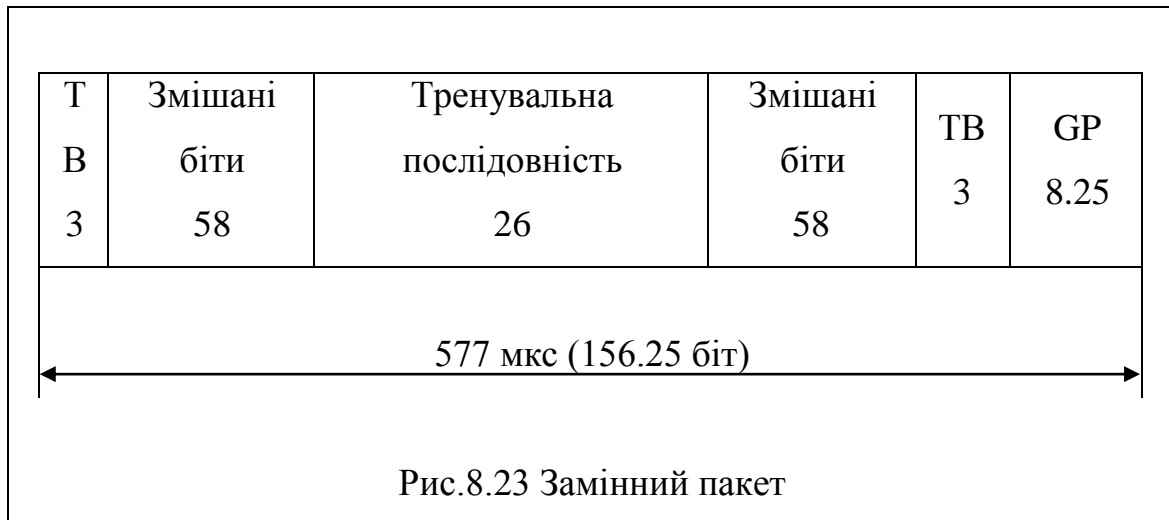 Т
В
3
Змішані
біти
58
Тренувальна
послідовність
26
Змішані
біти
58
ТВ
3
GP
8.25
577 мкс (156.25 біт)
Рис.8.23 Замінний пакет